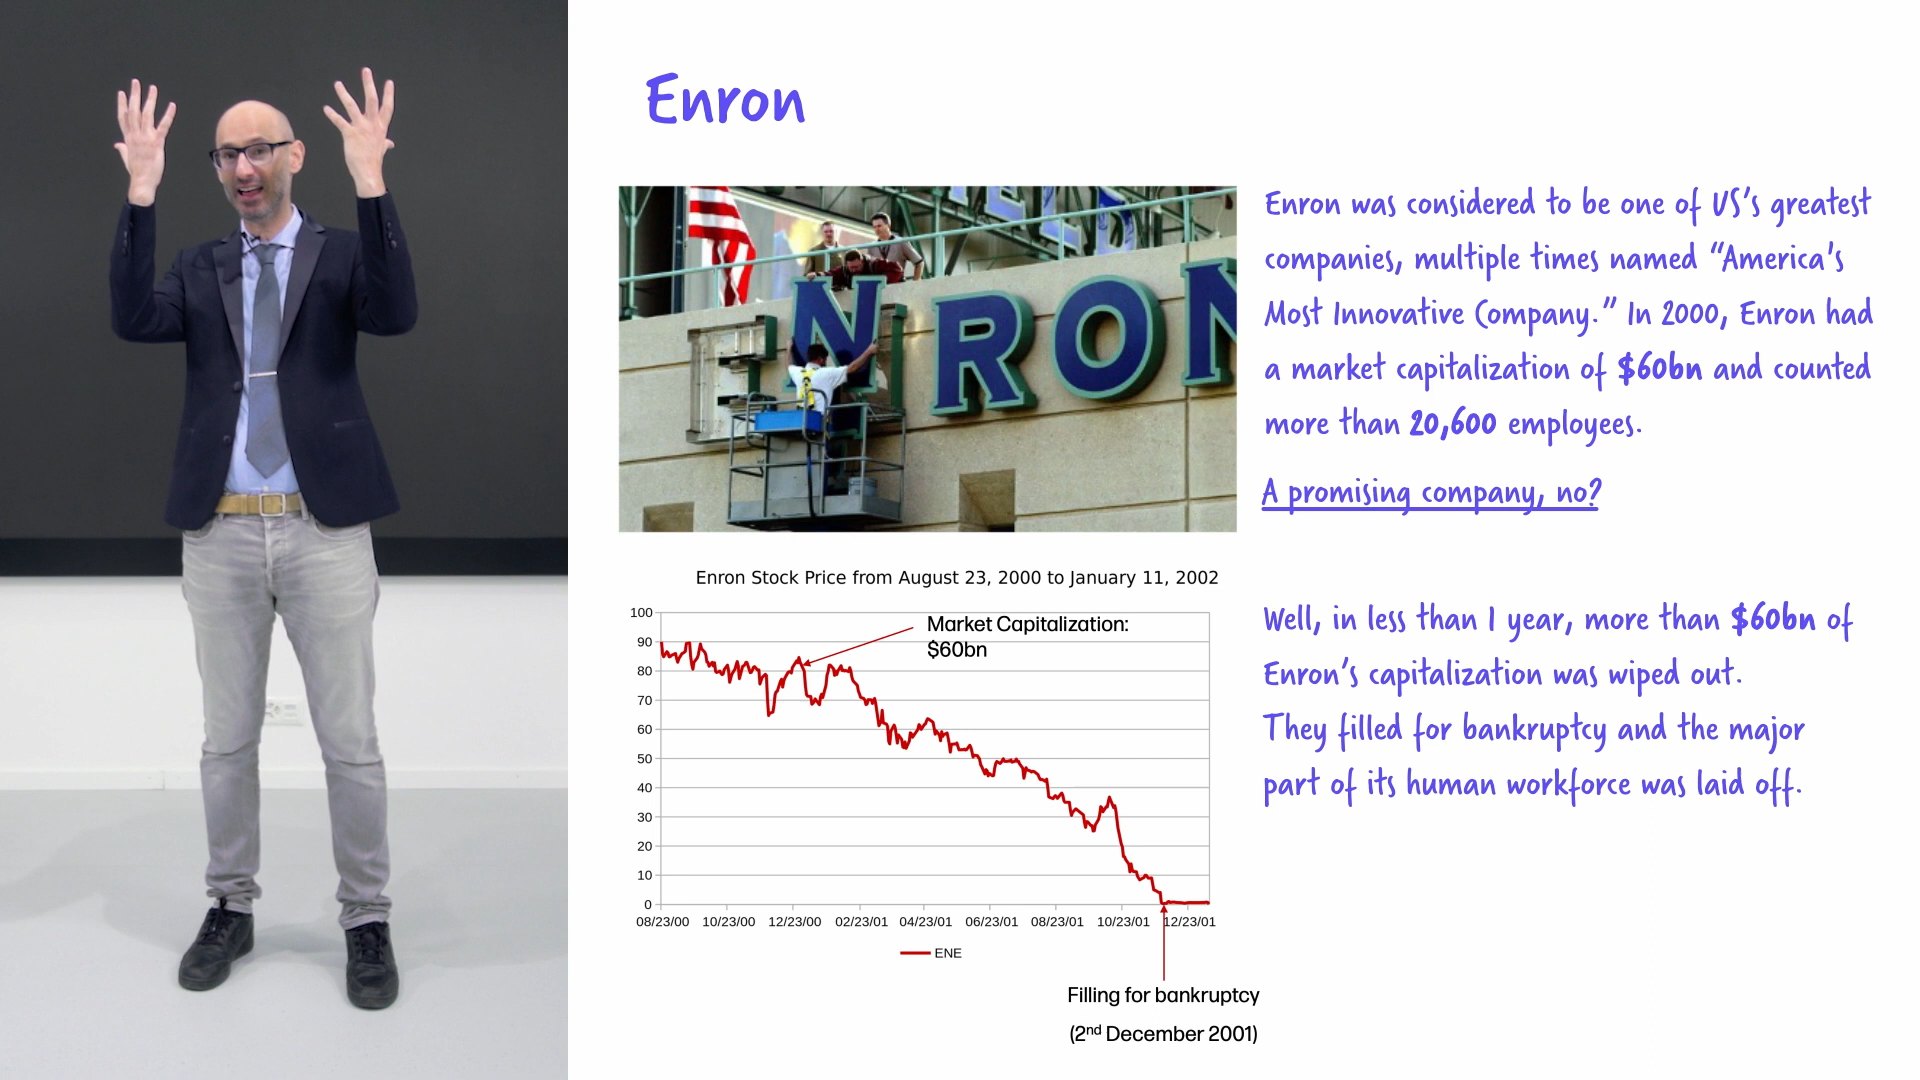 Enron
Enron was considered to be one of US's greatest
companies, multiple times named “America's
Most Innovative Company.” In 2000, Enron had
a market capitalization of $60bn and counted
more than 20,600 employees.
A promising company, no?
NRON
Enron Stock Price from August 23, 2000 to January 11, 2002
Market Capitalization:
$60bn
100
90
80
70
60
50
40
30
20
10
0
08/23/00 10/23/00 12/23/00 02/23/01 04/23/01 06/23/01 08/23/01 10/23/01 12/23/01
ENE
Filling for bankruptcy
(2nd December 2001)
Well, in less than 1 year, more than $60bn of
Enron's capitalization was wiped out.
They filled for bankruptcy and the major
part of its human workforce was laid off.